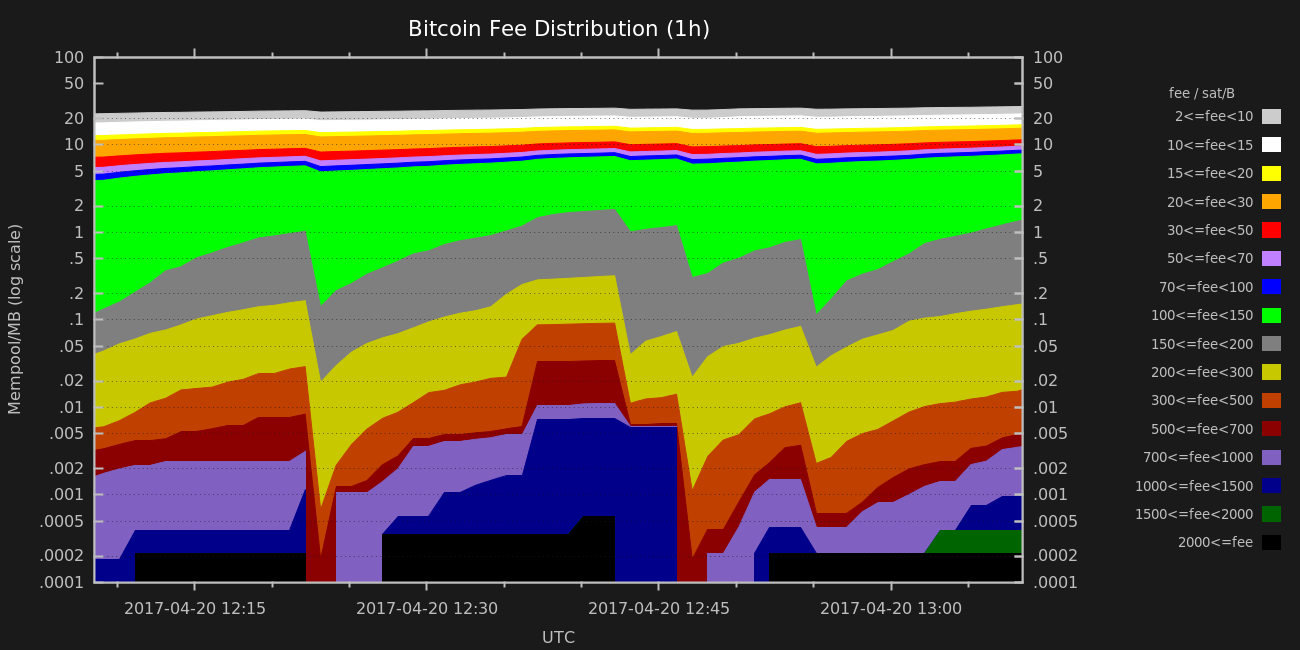 Bitcoin Fee Distribution (1h)
100
50
20
10
5
2
1
.5
.2
.1
.05
.02
.01
.005
.002
.001
.0005
.0002
.0001
Mempool/MB (log scale)
100
50
20
10
5
2
1
.5
.2
.1
.05
.02
.01
.005
.002
.001
.0005
.0002
.0001
2017-04-20 12:15
2017-04-20 12:30
2017-04-20 12:45
2017-04-20 13:00
UTC
fee / sat/B
2<=fee<10
10<=fee<15
15<=fee<20
20<=fee<30
30<=fee<50
50<=fee<70
70<=fee<100
100<=fee<150
150<=fee<200
200<=fee<300
300<=fee<500
500<=fee<700
700<=fee<1000
1000<=fee<1500
1500<=fee<2000
2000<=fee